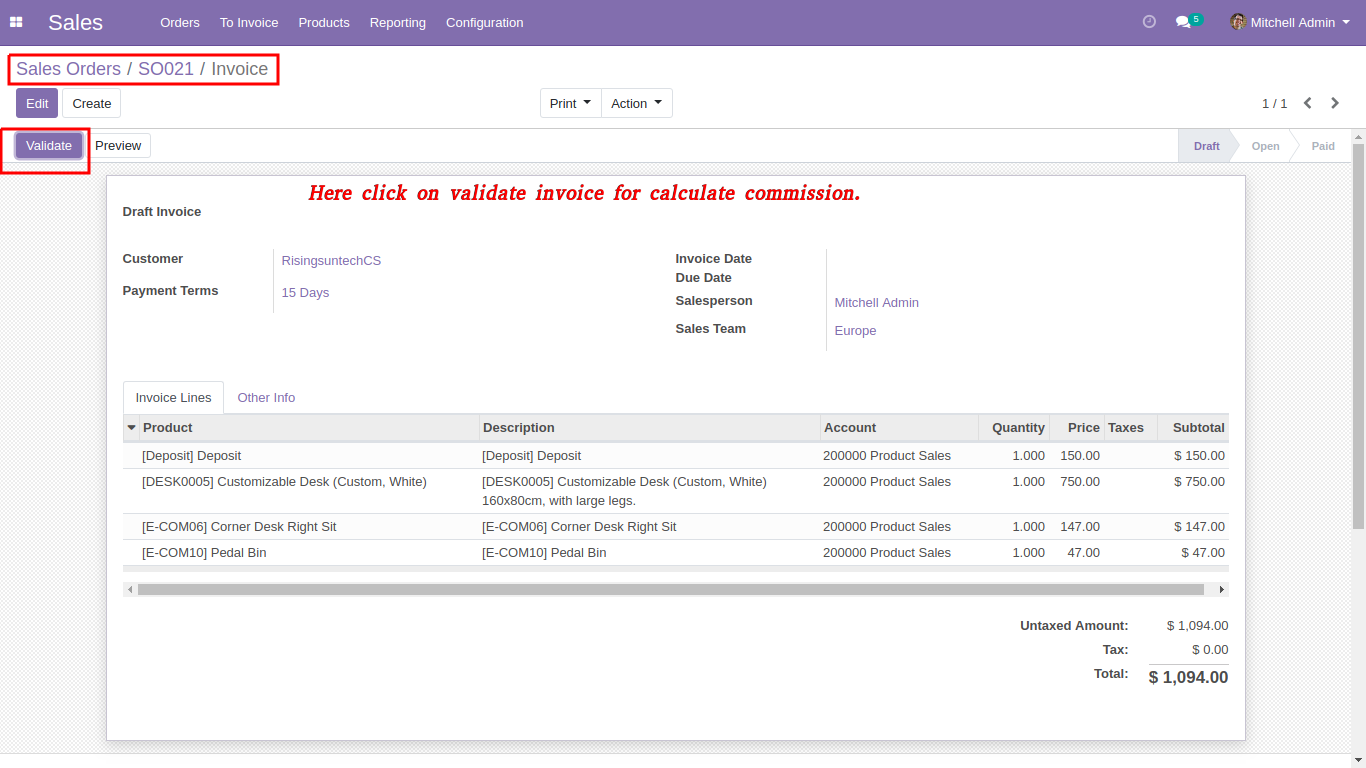 Sales Orders To Invoice Products Reporting Configuration 5 Mitchell Admin
Sales Orders / SO021 / Invoice
Edit Create Print Action 1 / 1
Validate Preview Draft Open Paid
Here click on validate invoice for calculate commission.
Draft Invoice
Customer RisingsuntechCS Invoice Date
Due Date
Payment Terms 15 Days Salesperson Mitchell Admin
Sales Team Europe
Invoice Lines Other Info
Product Description Account Quantity Price Taxes Subtotal
[Deposit] Deposit [Deposit] Deposit 200000 Product Sales 1.000 150.00 $ 150.00
[DESK0005] Customizable Desk (Custom, White) [DESK0005] Customizable Desk (Custom, White) 200000 Product Sales 1.000 750.00 $ 750.00
160x80cm, with large legs.
[E-COM06] Corner Desk Right Sit [E-COM06] Corner Desk Right Sit 200000 Product Sales 1.000 147.00 $ 147.00
[E-COM10] Pedal Bin [E-COM10] Pedal Bin 200000 Product Sales 1.000 47.00 $ 47.00
Untaxed Amount: $ 1,094.00
Tax: $ 0.00
Total: $ 1,094.00